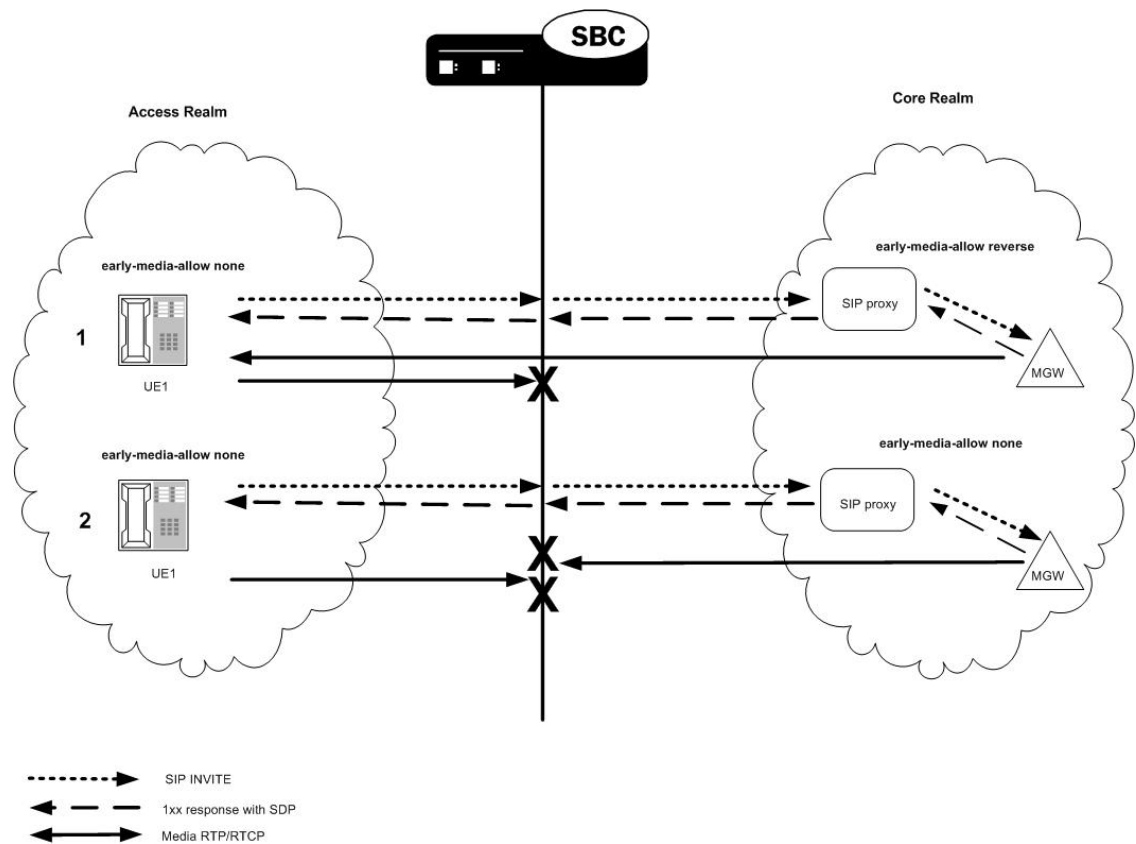 SBC
Access Realm
Core Realm
early-media-allow none
early-media-allow reverse
1
UE1
SIP proxy
MGW
X
early-media-allow none
early-media-allow none
2
UE1
SIP proxy
MGW
X
X
SIP INVITE
1xx response with SDP
Media RTP/RTCP